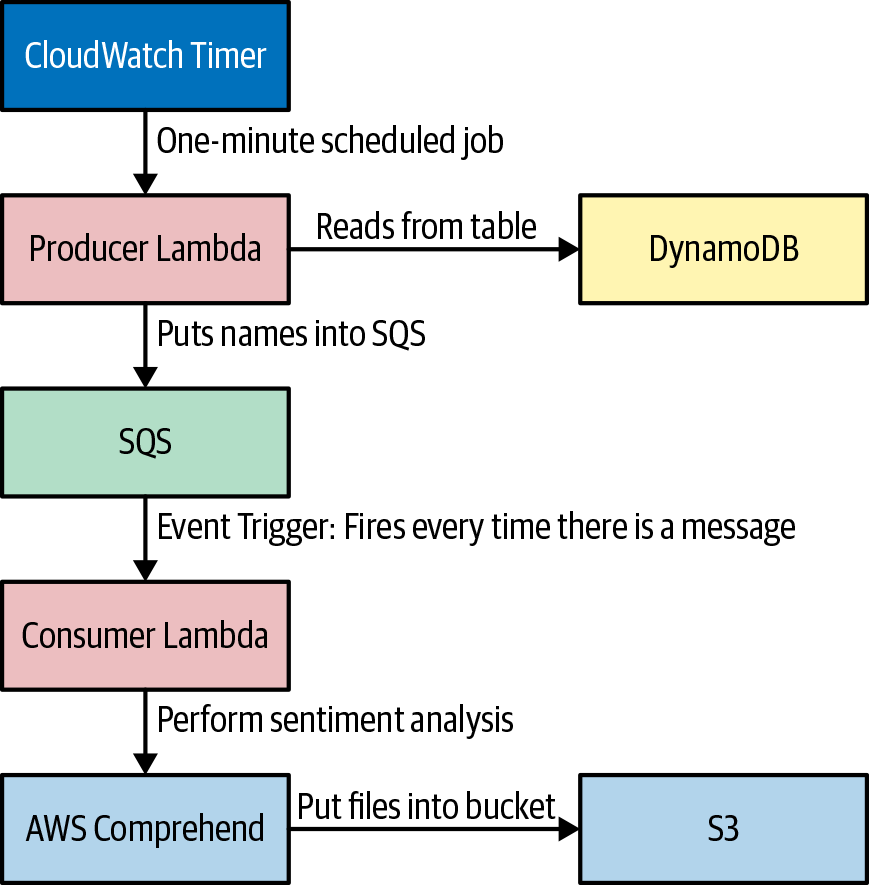 CloudWatch Timer
One-minute scheduled job
Producer Lambda
Reads from table
DynamoDB
Puts names into SQS
SQS
Event Trigger: Fires every time there is a message
Consumer Lambda
Perform sentiment analysis
AWS Comprehend
Put files into bucket
S3